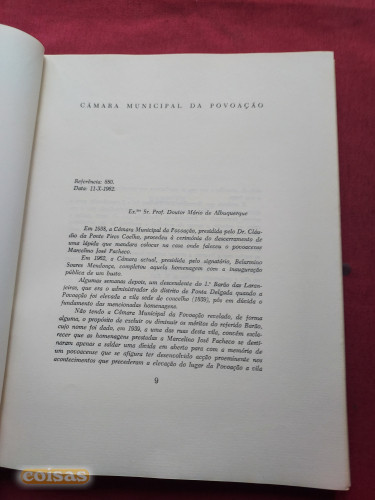 CÂMARA MUNICIPAL DA POVOAÇÃO
Referência: 680.
Data: 11-X-1962.
Ex.mo Sr. Prof. Doutor Mário de Albuquerque
Em 1938, a Câmara Municipal da Povoação, presidida pelo Dr. Cláu-
dio da Ponte Pires Coelho, procedeu à cerimónia do descerramento de
uma lápide que mandara colocar na casa onde faleceu o povoacense
Marcelino José Pacheco.
Em 1962, a Câmara actual, presidida pelo signatário, Belarmino
Soares Mendonça, completou aquela homenagem com a inauguração
pública de um busto.
Algumas semanas depois, um descendente do 1.º Barão das Laran-
jeiras, que era o administrador do distrito de Ponta Delgada quando a
Povoação foi elevada a vila sede de concelho (1839), pôs em dúvida o
fundamento das mencionadas homenagens.
Não tendo a Câmara Municipal da Povoação revelado, de forma
alguma, o propósito de excluir ou diminuir os méritos do referido Barão,
cujo nome foi dado, em 1939, a uma das ruas desta vila, convém escla-
recer que as homenagens prestadas a Marcelino José Pacheco se desti-
naram apenas a saldar uma dívida em aberto para com a memória de
um povoacense que se afigura ter desenvolvido acção proeminente nos
acontecimentos que precederam a elevação do lugar da Povoação a vila
9
coisas